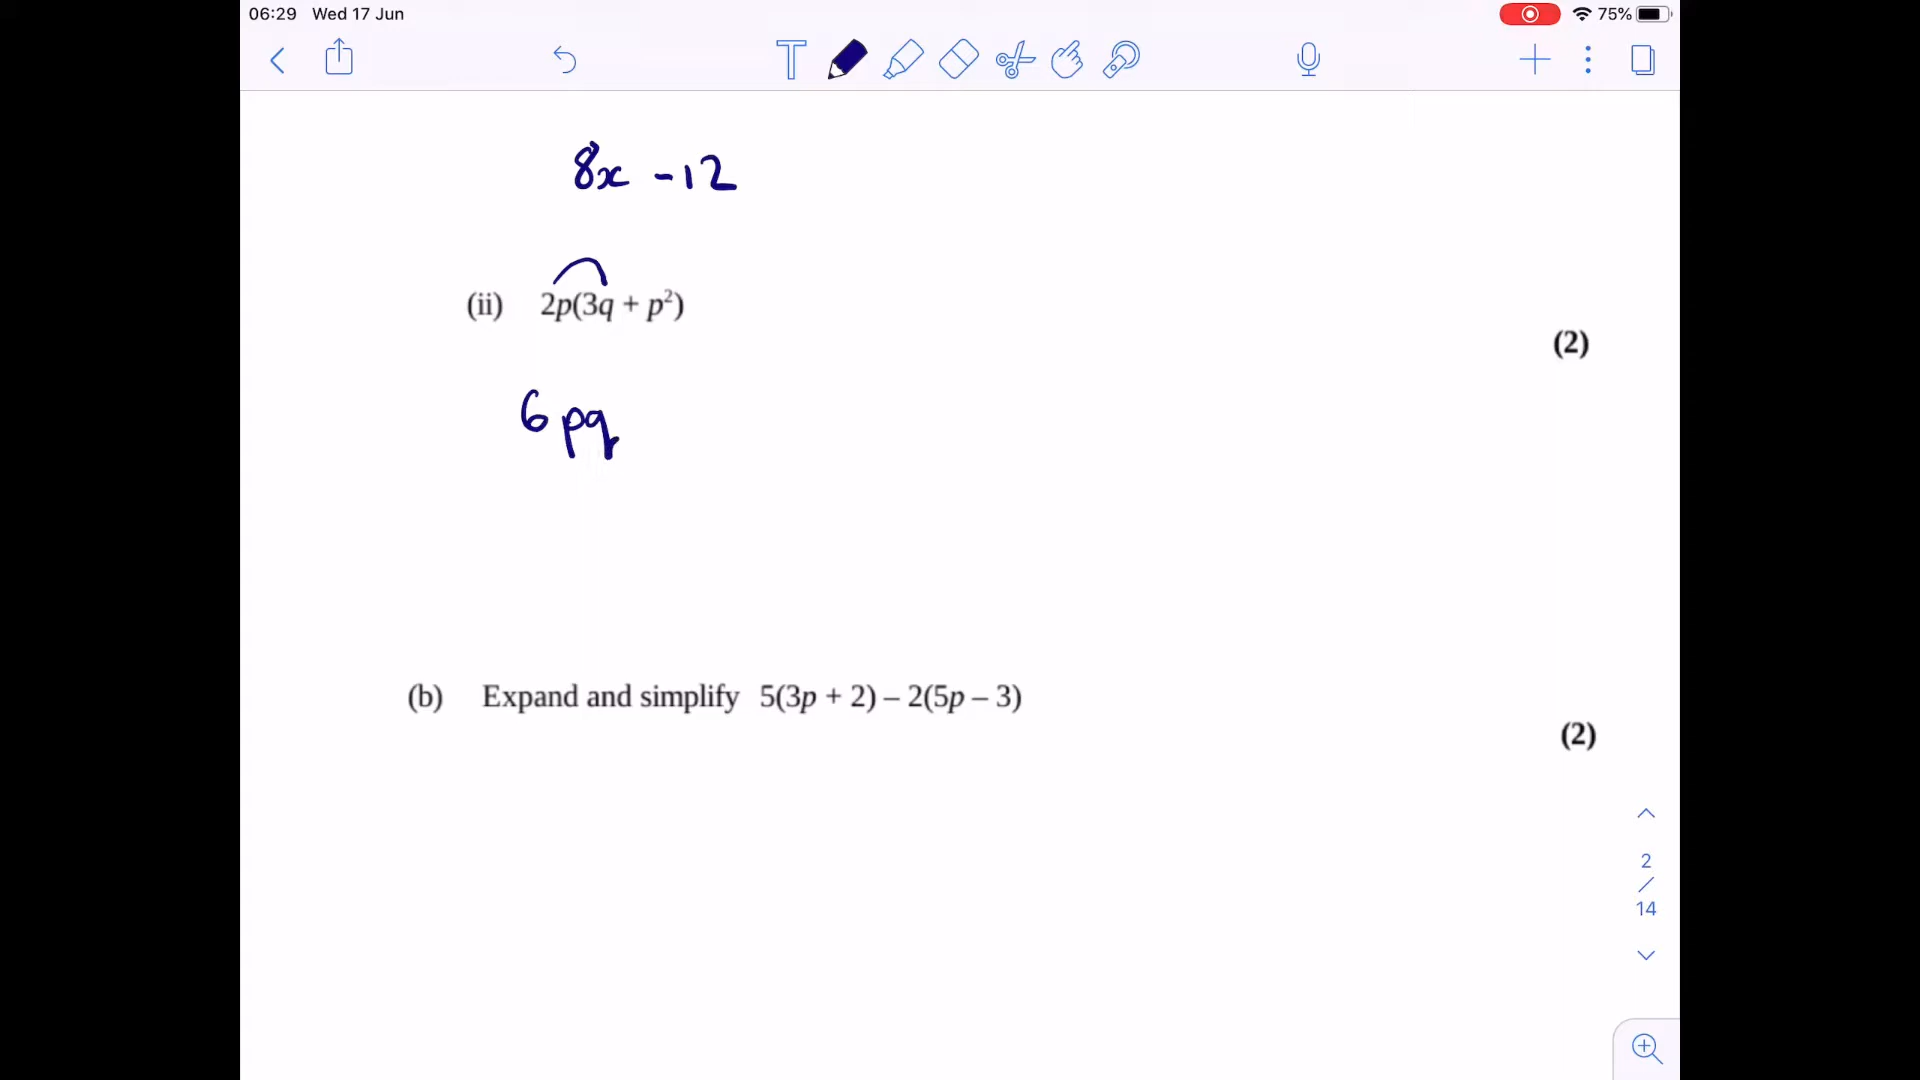 06:29 Wed 17 Jun 75%
T
8x - 12
(ii) 2p(3q + p²)
(2)
6pq
(b) Expand and simplify 5(3p + 2) – 2(5p – 3)
(2)
2
/
14